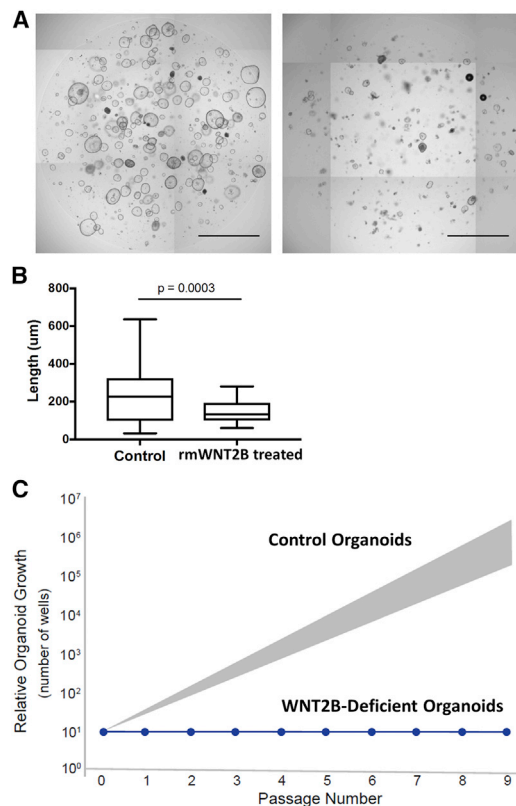 A
B
p = 0.0003
800
600
400
200
0
Length (um)
Control
rmWNT2B treated
C
10^7
10^6
10^5
10^4
10^3
10^2
10^1
10^0
Relative Organoid Growth
(number of wells)
Control Organoids
WNT2B-Deficient Organoids
0 1 2 3 4 5 6 7 8 9
Passage Number